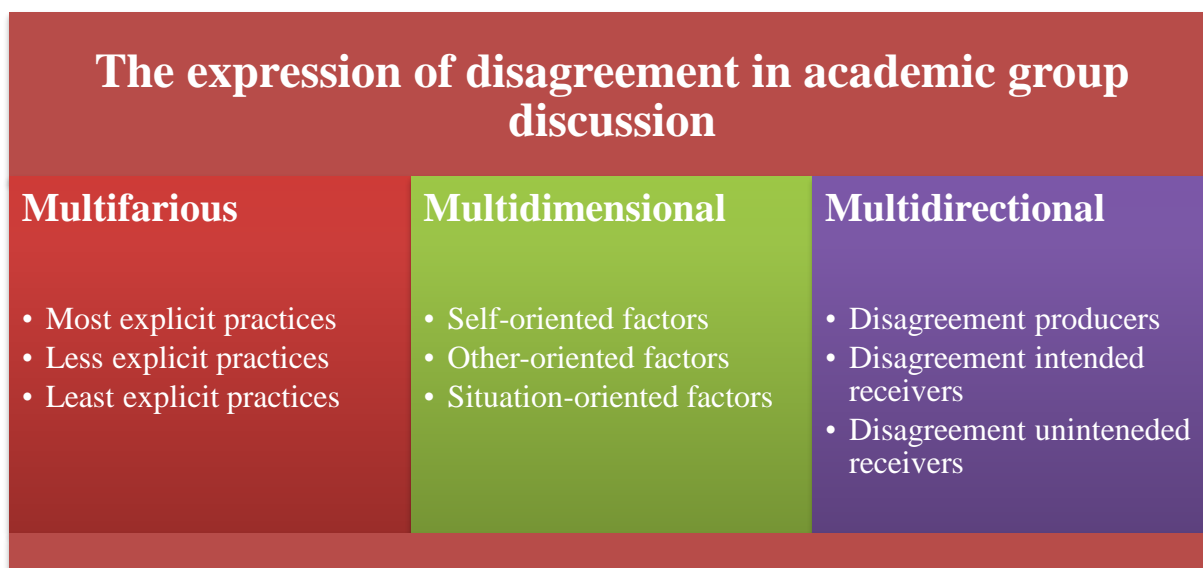 The expression of disagreement in academic group
discussion
Multifarious
• Most explicit practices
• Less explicit practices
• Least explicit practices
Multidimensional
• Self-oriented factors
• Other-oriented factors
• Situation-oriented factors
Multidirectional
• Disagreement producers
• Disagreement intended
receivers
• Disagreement uninteneded
receivers